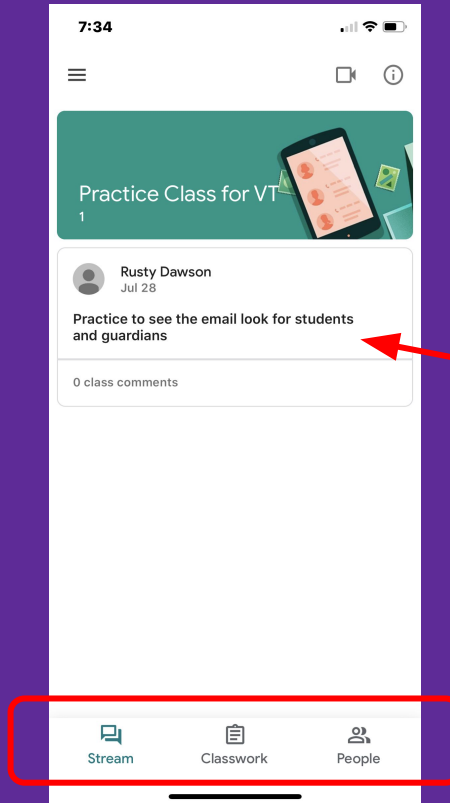 7:34
Practice Class for VT
1
Rusty Dawson
Jul 28
Practice to see the email look for students
and guardians
0 class comments
Stream Classwork People